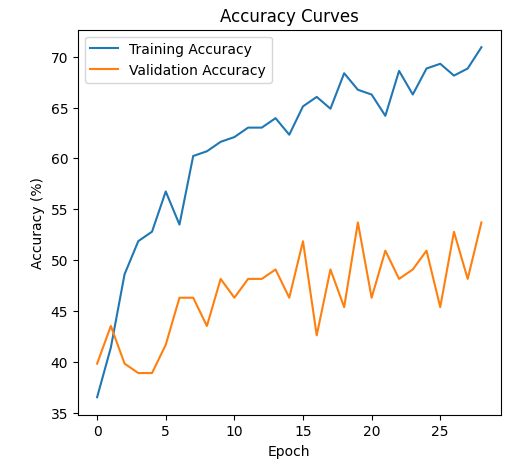 Accuracy Curves
Training Accuracy
Validation Accuracy
Accuracy (%)
70
65
60
55
50
45
40
35
0 5 10 15 20 25
Epoch